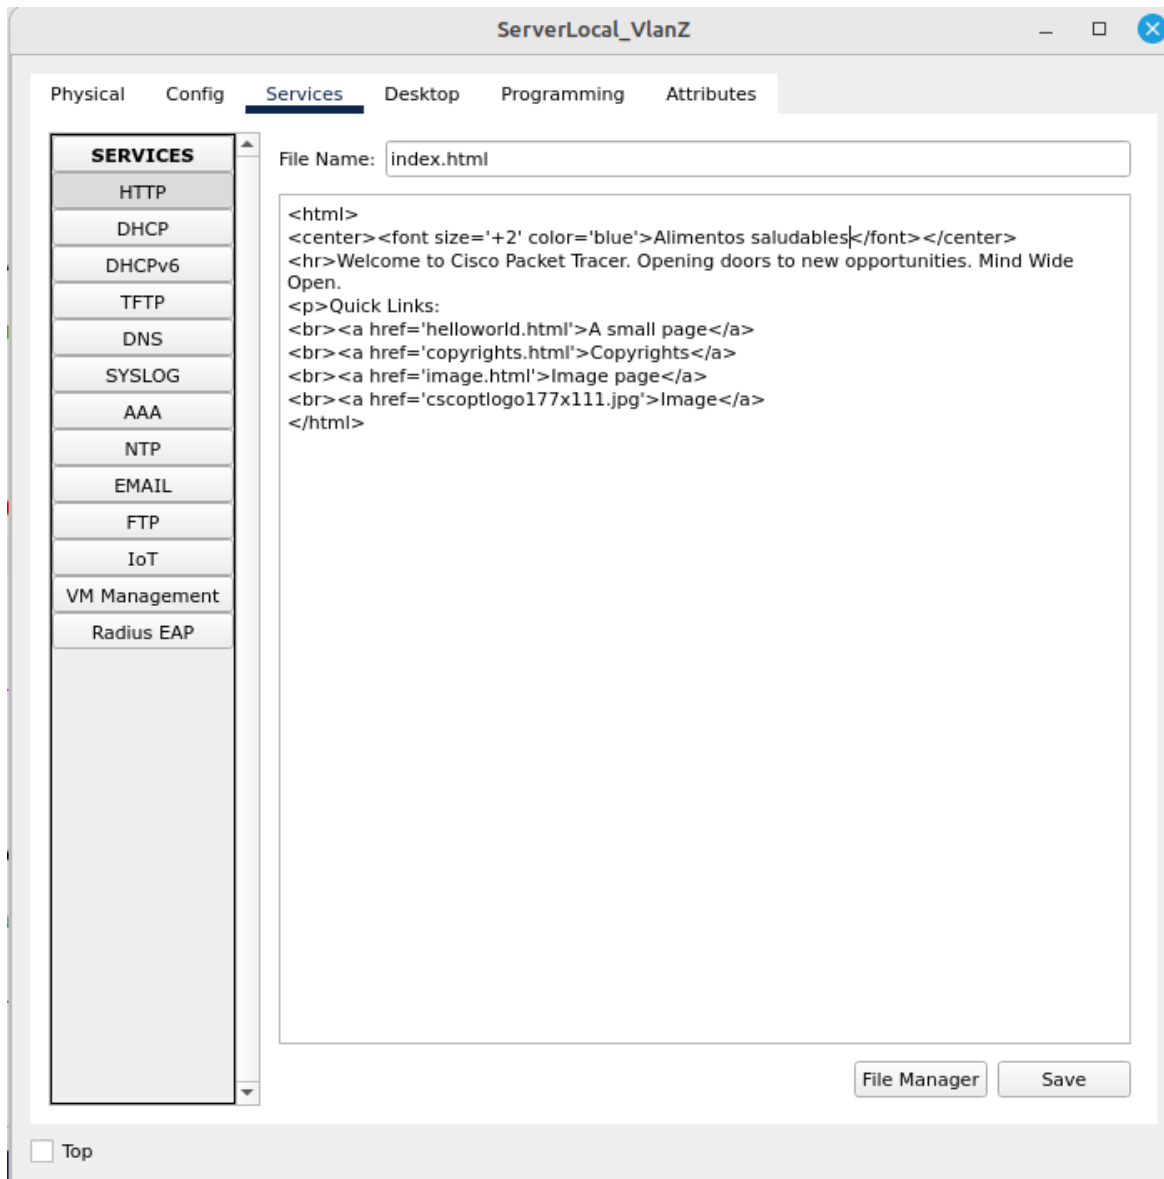 ServerLocal_VlanZ
Physical Config Services Desktop Programming Attributes
SERVICES
HTTP
DHCP
DHCPv6
TFTP
DNS
SYSLOG
AAA
NTP
EMAIL
FTP
IoT
VM Management
Radius EAP
File Name: index.html
<html>
<center><font size='+2' color='blue'>Alimentos saludables</font></center>
<hr>Welcome to Cisco Packet Tracer. Opening doors to new opportunities. Mind Wide
Open.
<p>Quick Links:
<br><a href='helloworld.html'>A small page</a>
<br><a href='copyrights.html'>Copyrights</a>
<br><a href='image.html'>Image page</a>
<br><a href='cscoptlogo177x111.jpg'>Image</a>
</html>
File Manager Save
Top